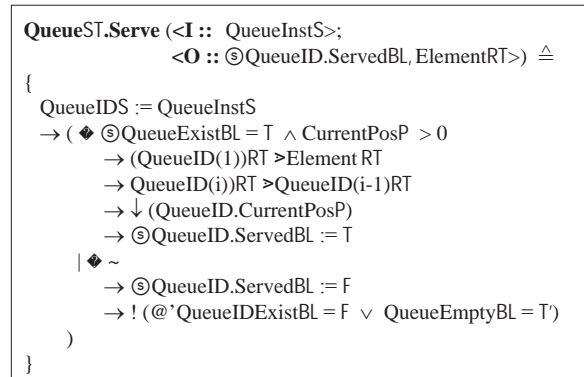 QueueST.Serve (<I :: QueueInstS>;
<O :: ⓢQueueID.ServedBL, ElementRT>) ≙
{
QueueIDS := QueueInstS
→ ( � ⓢQueueExistBL = T ∧ CurrentPosP > 0
→ (QueueID(1))RT >Element RT
→ QueueID(i))RT >QueueID(i-1)RT
→ ↓ (QueueID.CurrentPosP)
→ ⓢQueueID.ServedBL := T
| � ~
→ ⓢQueueID.ServedBL := F
→ ! (@'QueueIDExistBL = F ∨ QueueEmptyBL = T')
)
}